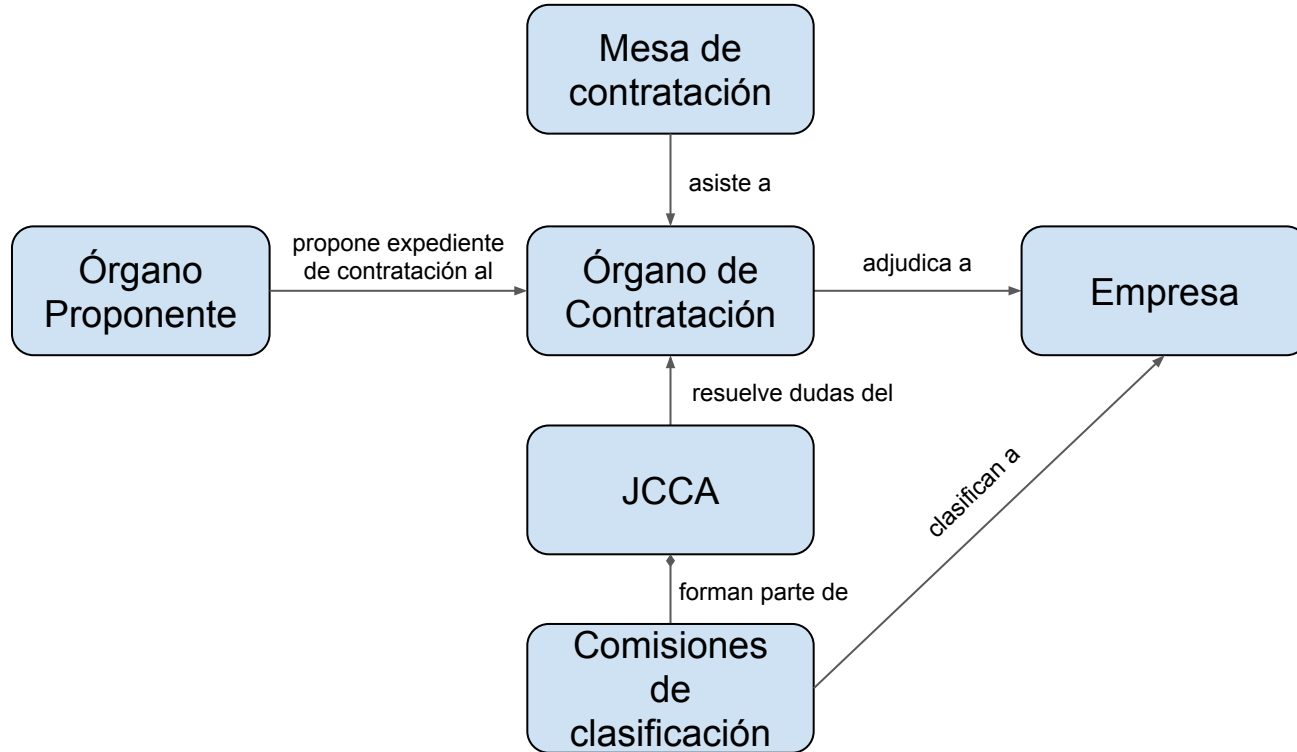 Mesa de
contratación
asiste a
Órgano
Proponente
propone expediente
de contratación al
Órgano de
Contratación
adjudica a
Empresa
resuelve dudas del
JCCA
clasifican a
forman parte de
Comisiones
de
clasificación